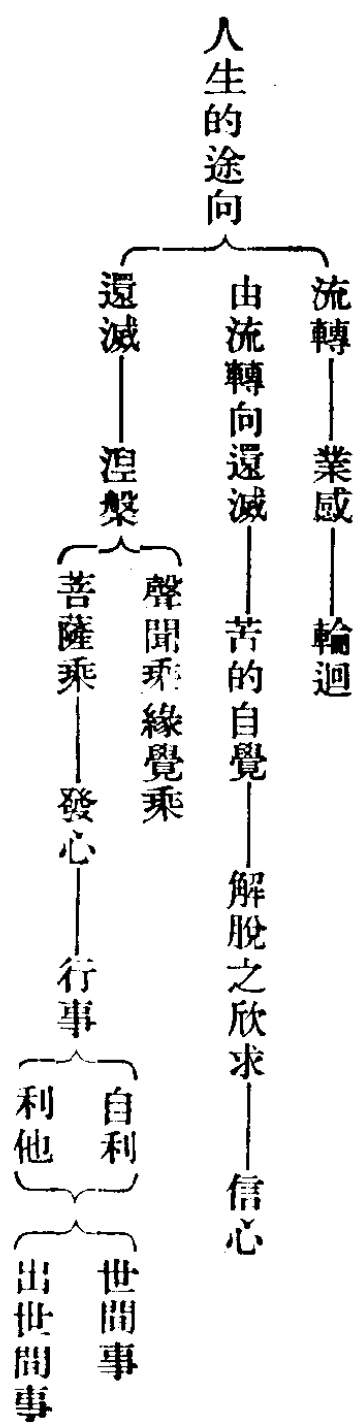 人生的途向
流轉——業感——輪迴
由流轉向還滅——苦的自覺——解脫之欣求——信心
還滅——涅槃
聲聞乘緣覺乘
菩薩乘——發心——行事
自利
利他
世間事
出世間事